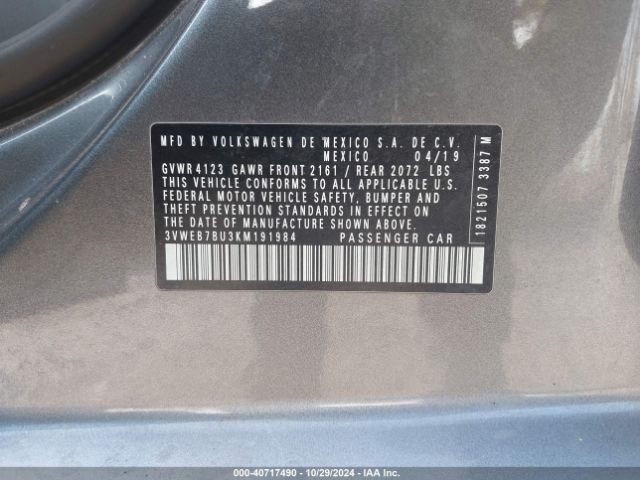 MFD BY VOLKSWAGEN DE MEXICO S.A. DE C.V.
MEXICO 04/19
GVWR 4123 GAWR FRONT 2161 / REAR 2072 LBS
THIS VEHICLE CONFORMS TO ALL APPLICABLE U.S.
FEDERAL MOTOR VEHICLE SAFETY, BUMPER AND
THEFT PREVENTION STANDARDS IN EFFECT ON
THE DATE OF MANUFACTURE SHOWN ABOVE.
3VWEB7BU3KM191984 PASSENGER CAR
1821507 3387 M
© - 40717490 - 10/29/2024 - IAA Inc.